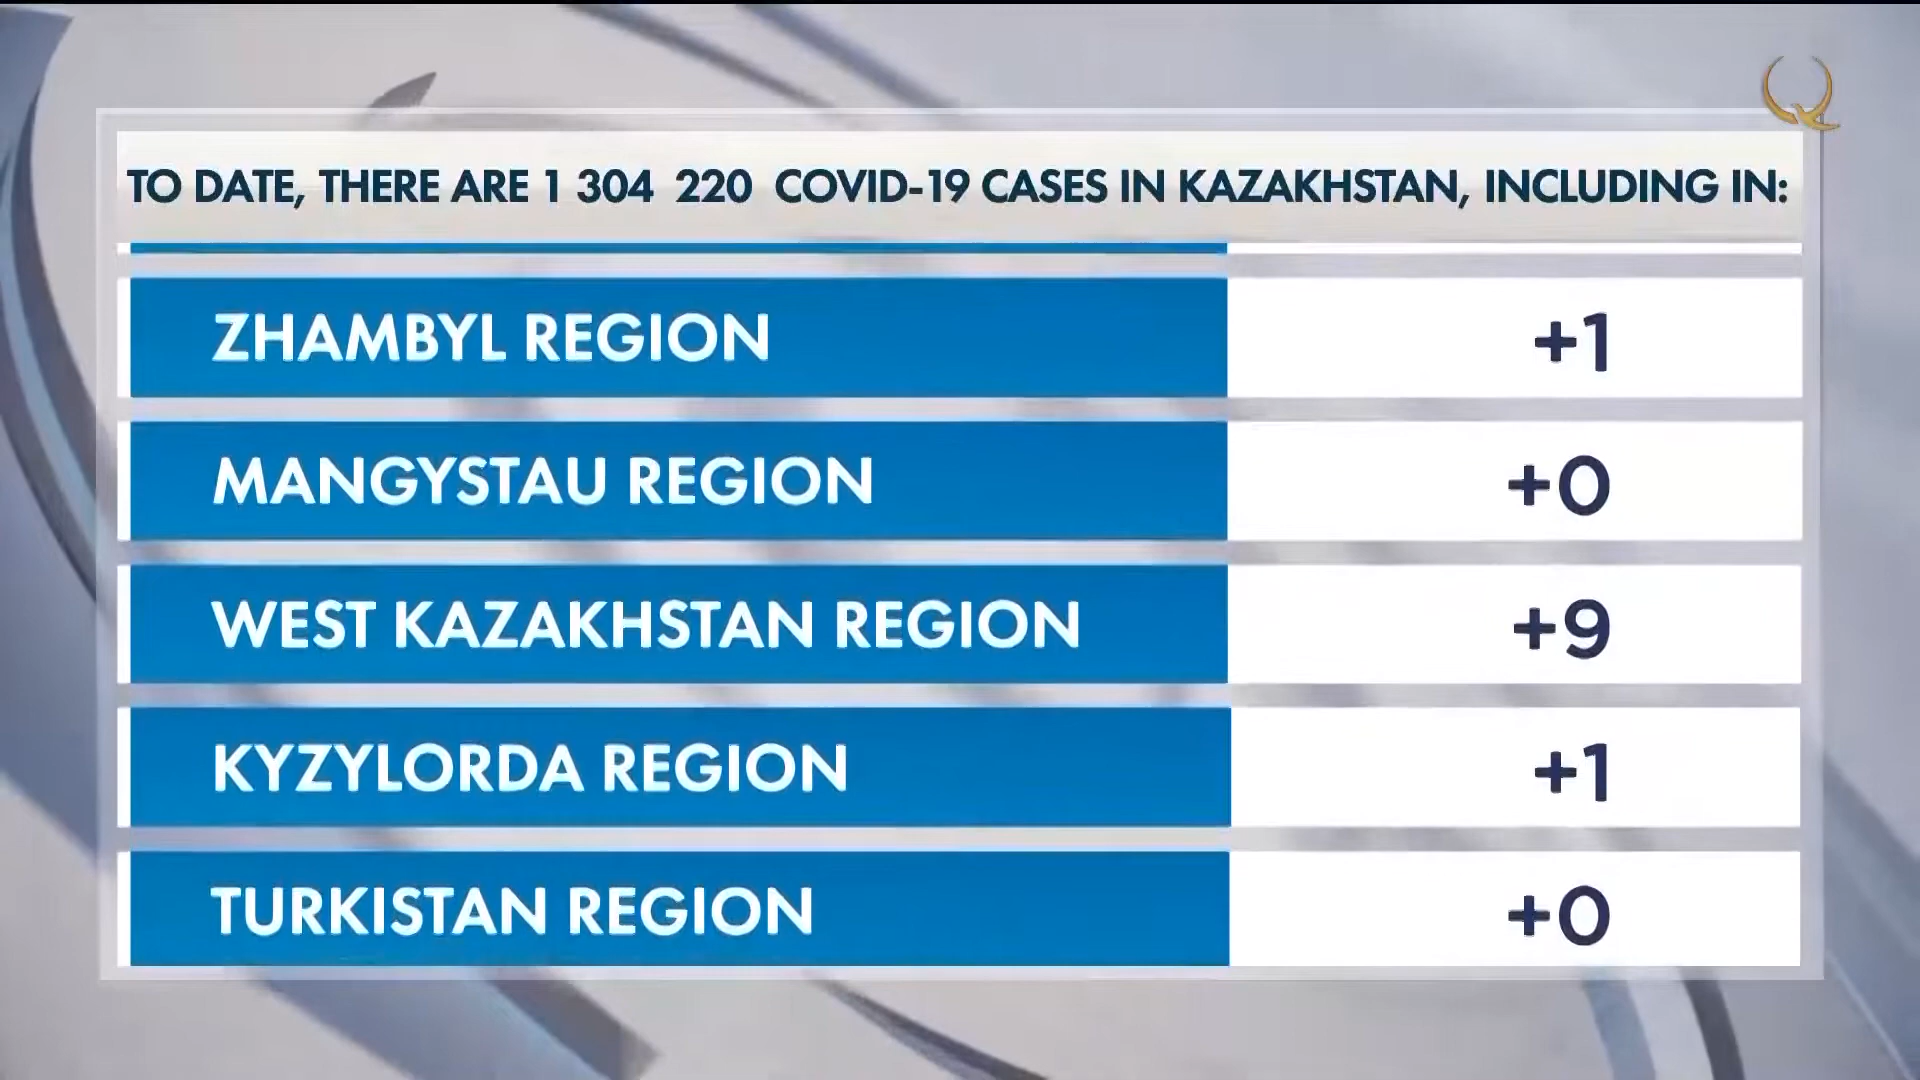 TO DATE, THERE ARE 1 304 220 COVID-19 CASES IN KAZAKHSTAN, INCLUDING IN:
ZHAMBYL REGION +1
MANGYSTAU REGION +0
WEST KAZAKHSTAN REGION +9
KYZYLORDA REGION +1
TURKISTAN REGION +0